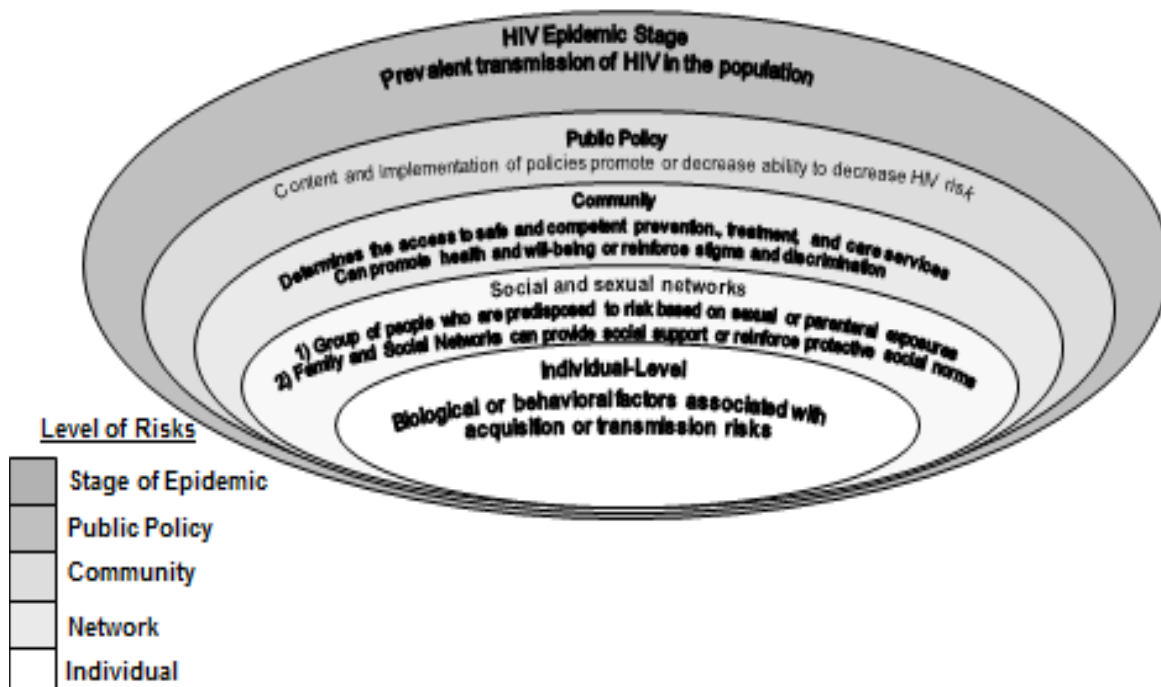 HIV Epidemic Stage
Prevalent transmission of HIV in the population
Public Policy
Content and implementation of policies promote or decrease ability to decrease HIV risk
Community
Determines the access to safe and competent prevention, treatment, and care services
Can promote health and will-being or reinforce stigma and discrimination
Social and sexual networks
1) Group of people who are predisposed to risk based on sexual or parenteral exposures
2) Family and Social Networks can provide social support or reinforce protective social norms
Individual-Level
Biological or behavioral factors associated with
acquisition or transmission risks
Level of Risks
Stage of Epidemic
Public Policy
Community
Network
Individual